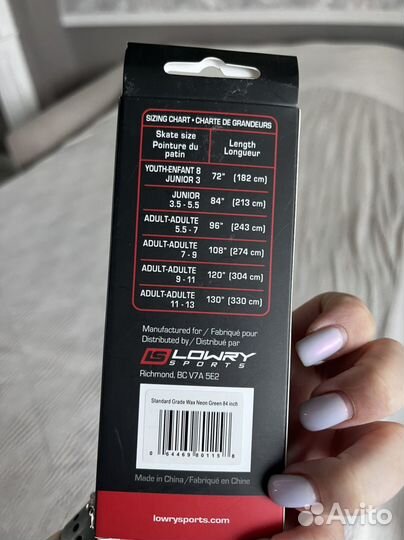 SIZING CHART • CHARTE DE GRANDEURS
Skate size
Pointure du
patin
Length
Longueur
YOUTH-ENFANT 8
JUNIOR 3
72" (182 cm)
JUNIOR
3.5 - 5.5
84" (213 cm)
ADULT-ADULTE
5.5 - 7
96" (243 cm)
ADULT-ADULTE
7 - 9
108" (274 cm)
ADULT-ADULTE
9 - 11
120" (304 cm)
ADULT-ADULTE
11 - 13
130" (330 cm)
Manufactured for / Fabriqué pour
Distributed by / Distribué par
LS LOWRY
SPORTS
Richmond, BC V7A 5E2
Standard Grade Wax Neon Green 84 inch
Made in China / Fabriqué en Chine
lowrysports.com
Avito